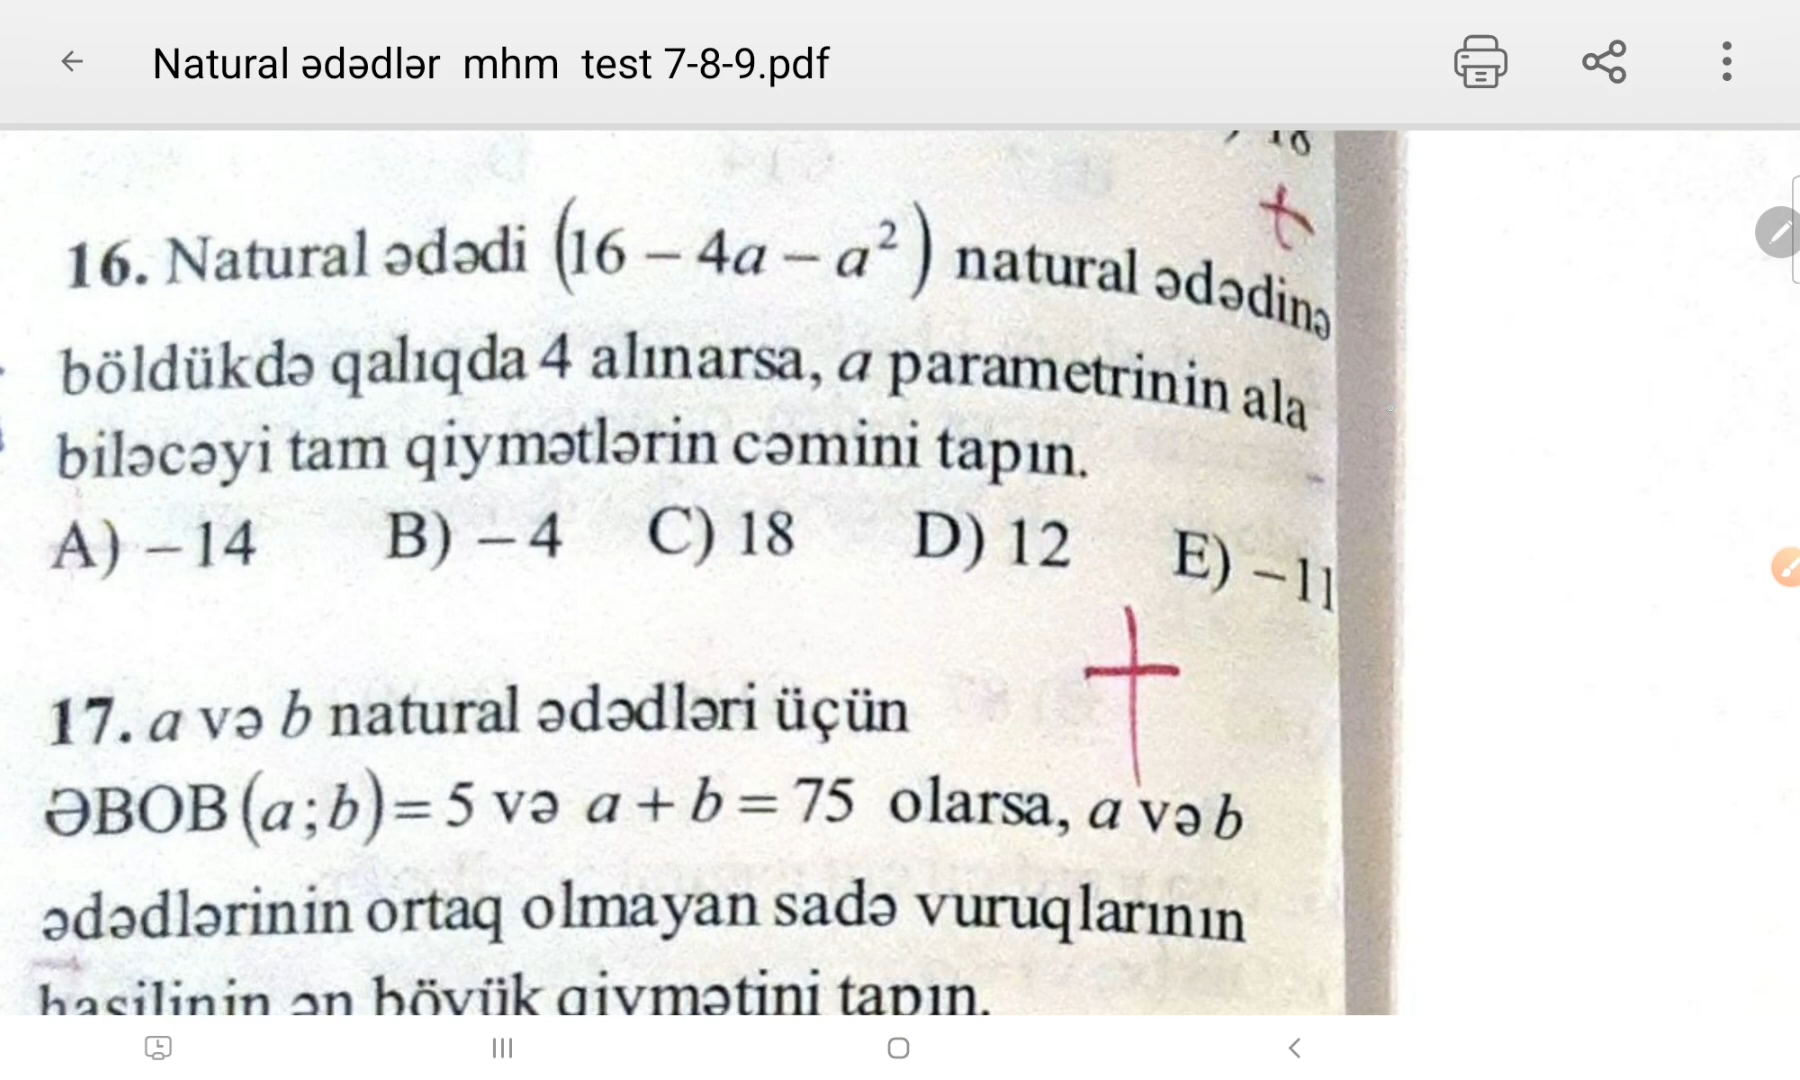 Natural ədədlər mhm test 7-8-9.pdf
16. Natural ədədi (16 – 4a – a²) natural ədədinə
böldükdə qalıqda 4 alınarsa, a parametrinin ala
biləcəyi tam qiymətlərin cəmini tapın.
A) – 14 B) – 4 C) 18 D) 12 E) – 11
17. a və b natural ədədləri üçün
ƏBOB (a; b) = 5 və a + b = 75 olarsa, a və b
ədədlərinin ortaq olmayan sadə vuruqlarının
hasilinin ən böyük qiymətini tapın.